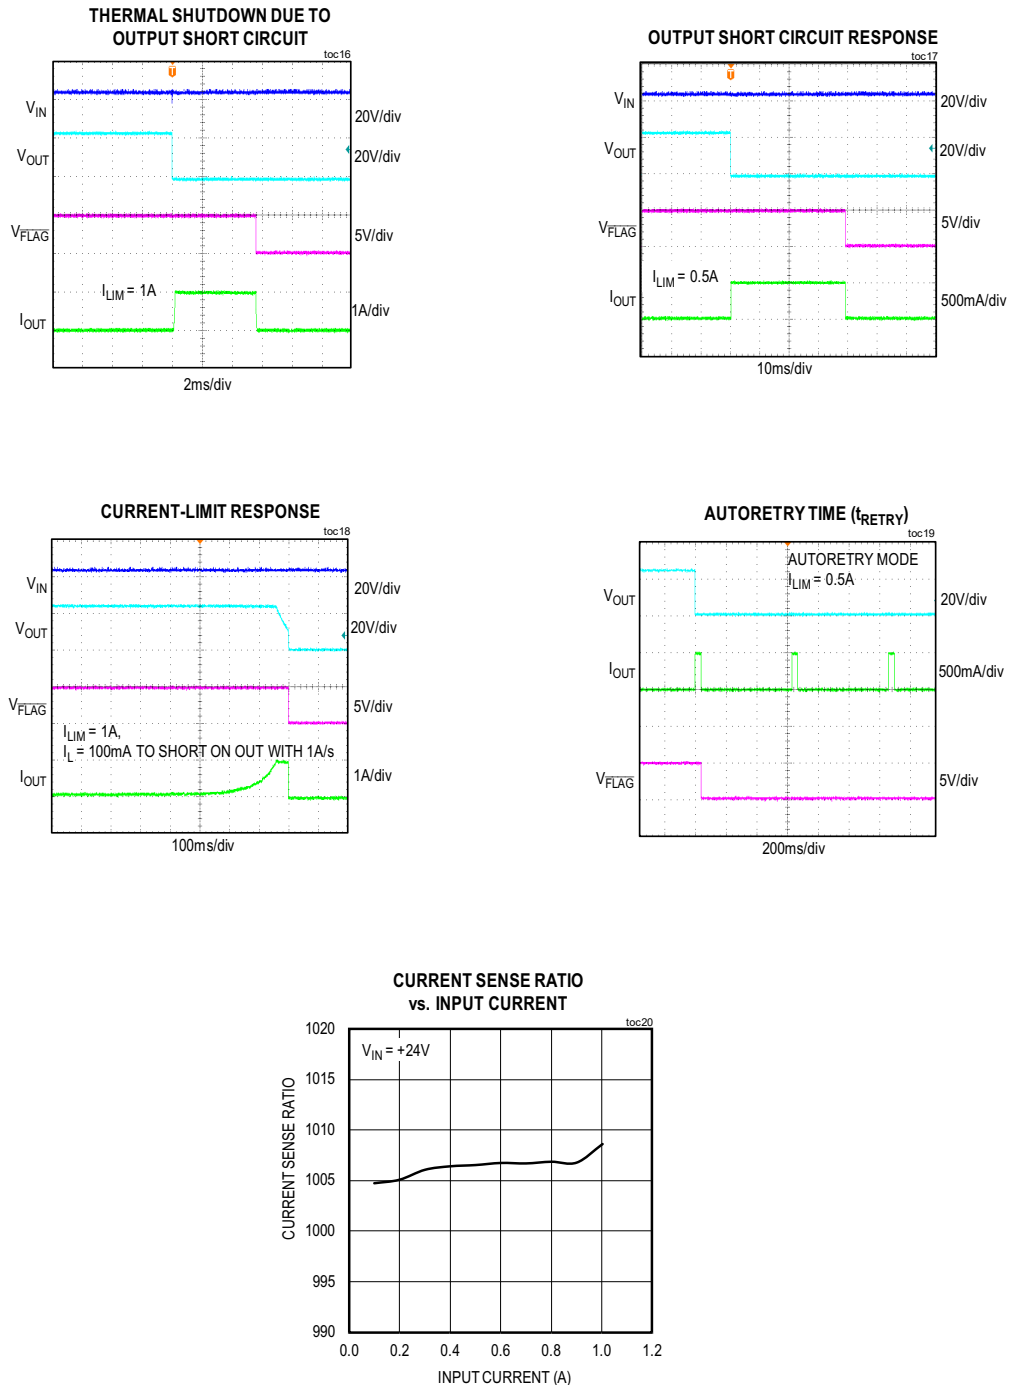 THERMAL SHUTDOWN DUE TO
OUTPUT SHORT CIRCUIT
toc16
T
VIN
20V/div
VOUT
20V/div
VFLAG
5V/div
ILIM = 1A
IOUT
1A/div
2ms/div
OUTPUT SHORT CIRCUIT RESPONSE
toc17
T
VIN
20V/div
VOUT
20V/div
VFLAG
5V/div
ILIM = 0.5A
IOUT
500mA/div
10ms/div
CURRENT-LIMIT RESPONSE
toc18
VIN
20V/div
VOUT
20V/div
VFLAG
5V/div
ILIM = 1A,
IL = 100mA TO SHORT ON OUT WITH 1A/s
IOUT
1A/div
100ms/div
AUTORETRY TIME (tRETRY)
toc19
AUTORETRY MODE
ILIM = 0.5A
VOUT
20V/div
IOUT
500mA/div
VFLAG
5V/div
200ms/div
CURRENT SENSE RATIO
vs. INPUT CURRENT
toc20
VIN = +24V
CURRENT SENSE RATIO
1020
1015
1010
1005
1000
995
990
0.0 0.2 0.4 0.6 0.8 1.0 1.2
INPUT CURRENT (A)